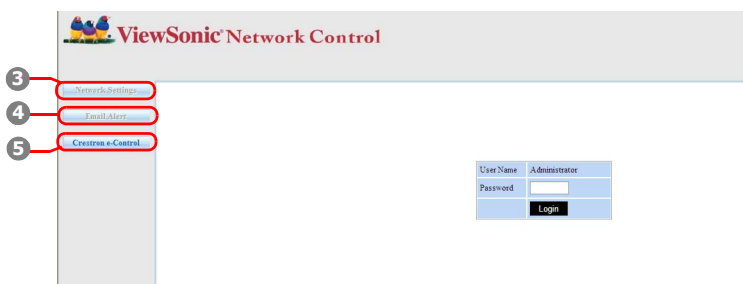 ViewSonic® Network Control
3
Network Settings
4
Email Alert
5
Crestron e-Control
User Name Administrator
Password
Login